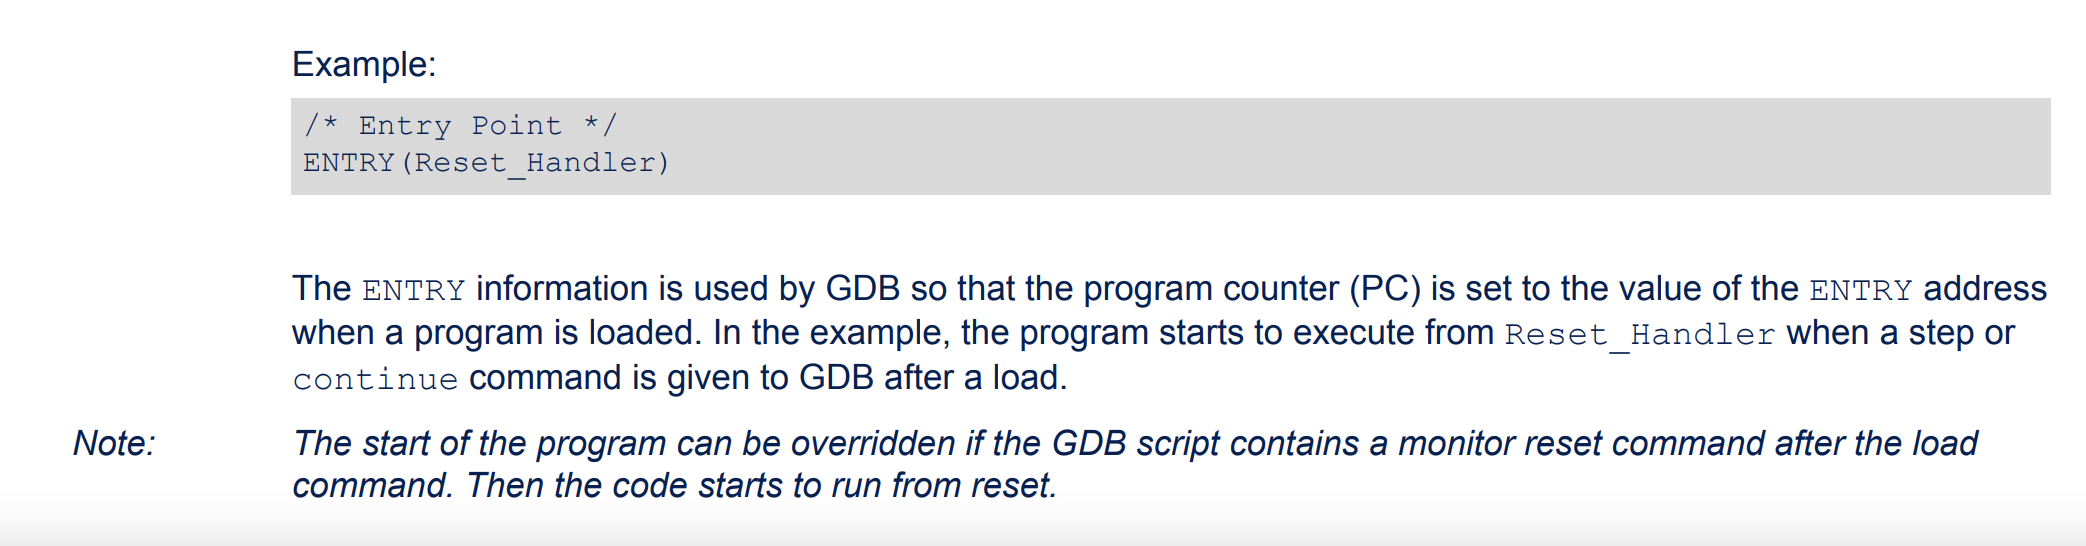 Example:
/* Entry Point */
ENTRY(Reset_Handler)
The ENTRY information is used by GDB so that the program counter (PC) is set to the value of the ENTRY address
when a program is loaded. In the example, the program starts to execute from Reset_Handler when a step or
continue command is given to GDB after a load.
Note: The start of the program can be overridden if the GDB script contains a monitor reset command after the load
command. Then the code starts to run from reset.